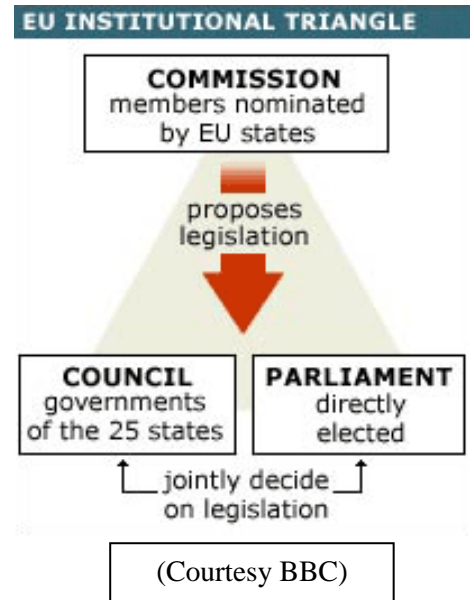 EU INSTITUTIONAL TRIANGLE
COMMISSION
members nominated
by EU states
proposes
legislation
COUNCIL
governments
of the 25 states
PARLIAMENT
directly
elected
jointly decide
on legislation
(Courtesy BBC)